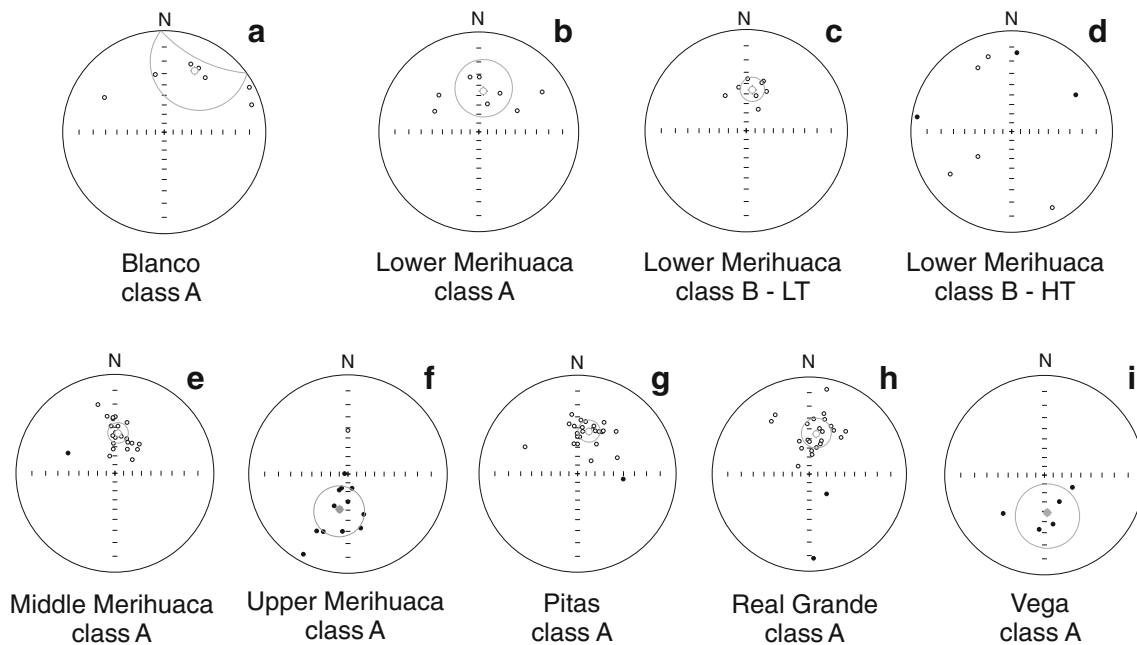 N
a
N
b
N
c
N
d
Blanco
class A
Lower Merihuaca
class A
Lower Merihuaca
class B - LT
Lower Merihuaca
class B - HT
N
e
N
f
N
g
N
h
N
i
Middle Merihuaca
class A
Upper Merihuaca
class A
Pitas
class A
Real Grande
class A
Vega
class A